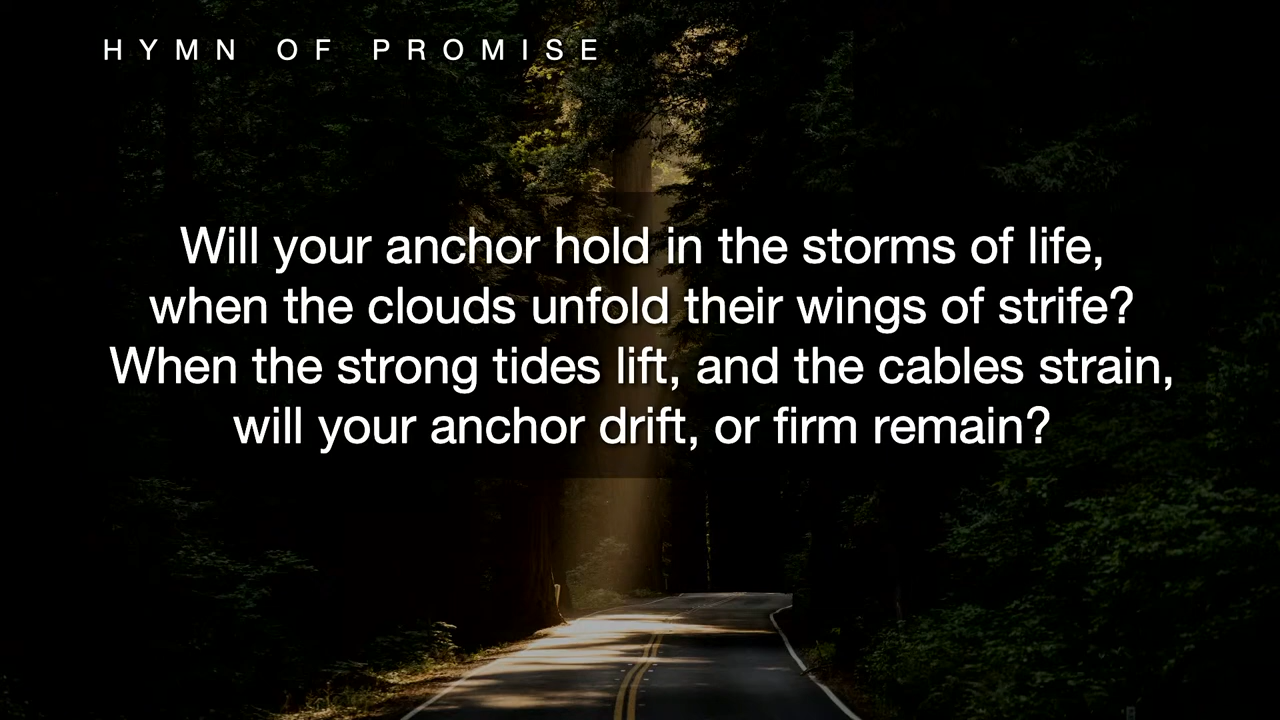 HYMN OF PROMISE
Will your anchor hold in the storms of life,
when the clouds unfold their wings of strife?
When the strong tides lift, and the cables strain,
will your anchor drift, or firm remain?